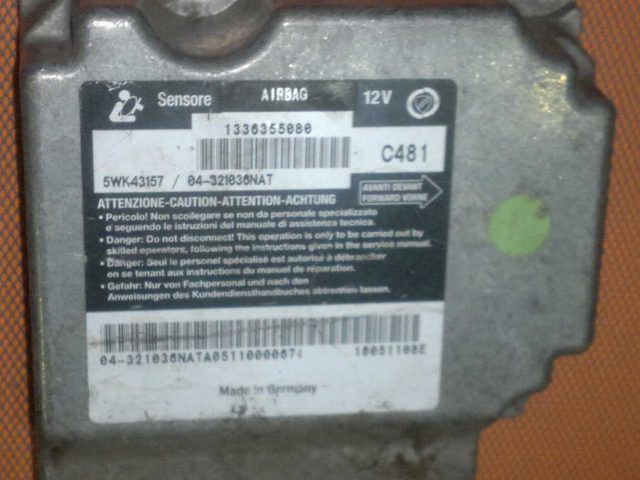 Sensore AIRBAG 12V
1336355080
C481
5WK43157 / 04-321036NAT
AVANTI DEVANT
FORWARD VORNE
ATTENZIONE-CAUTION-ATTENTION-ACHTUNG
• Pericolo! Non scollegare se non da personale specializzato
e seguendo le istruzioni del manuale di assistenza tecnica.
• Danger: Do not disconnect! This operation is only to be carried out by
skilled operators, following the instructions given in the service manual.
• Danger: Seul le personel spécialisé est autorisé à débrancher
en se tenant aux instructions du manuel de réparation.
• Gefahr: Nur von Fachpersonal und nach den
Anweisungen des Kundendiensthandbuches abtrennen lassen.
04-321036NATA05110000674 18051108E
Made in Germany